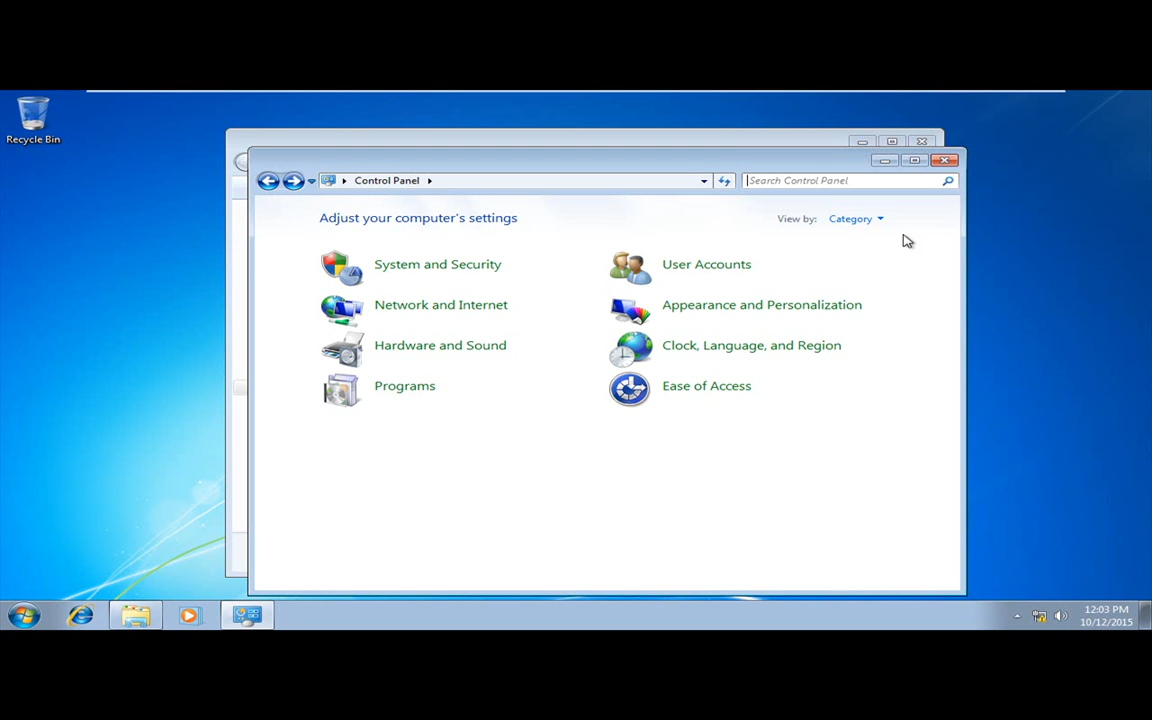 Recycle Bin
Control Panel
Search Control Panel
Adjust your computer's settings
View by: Category
System and Security
User Accounts
Network and Internet
Appearance and Personalization
Hardware and Sound
Clock, Language, and Region
Programs
Ease of Access
12:03 PM
10/12/2015